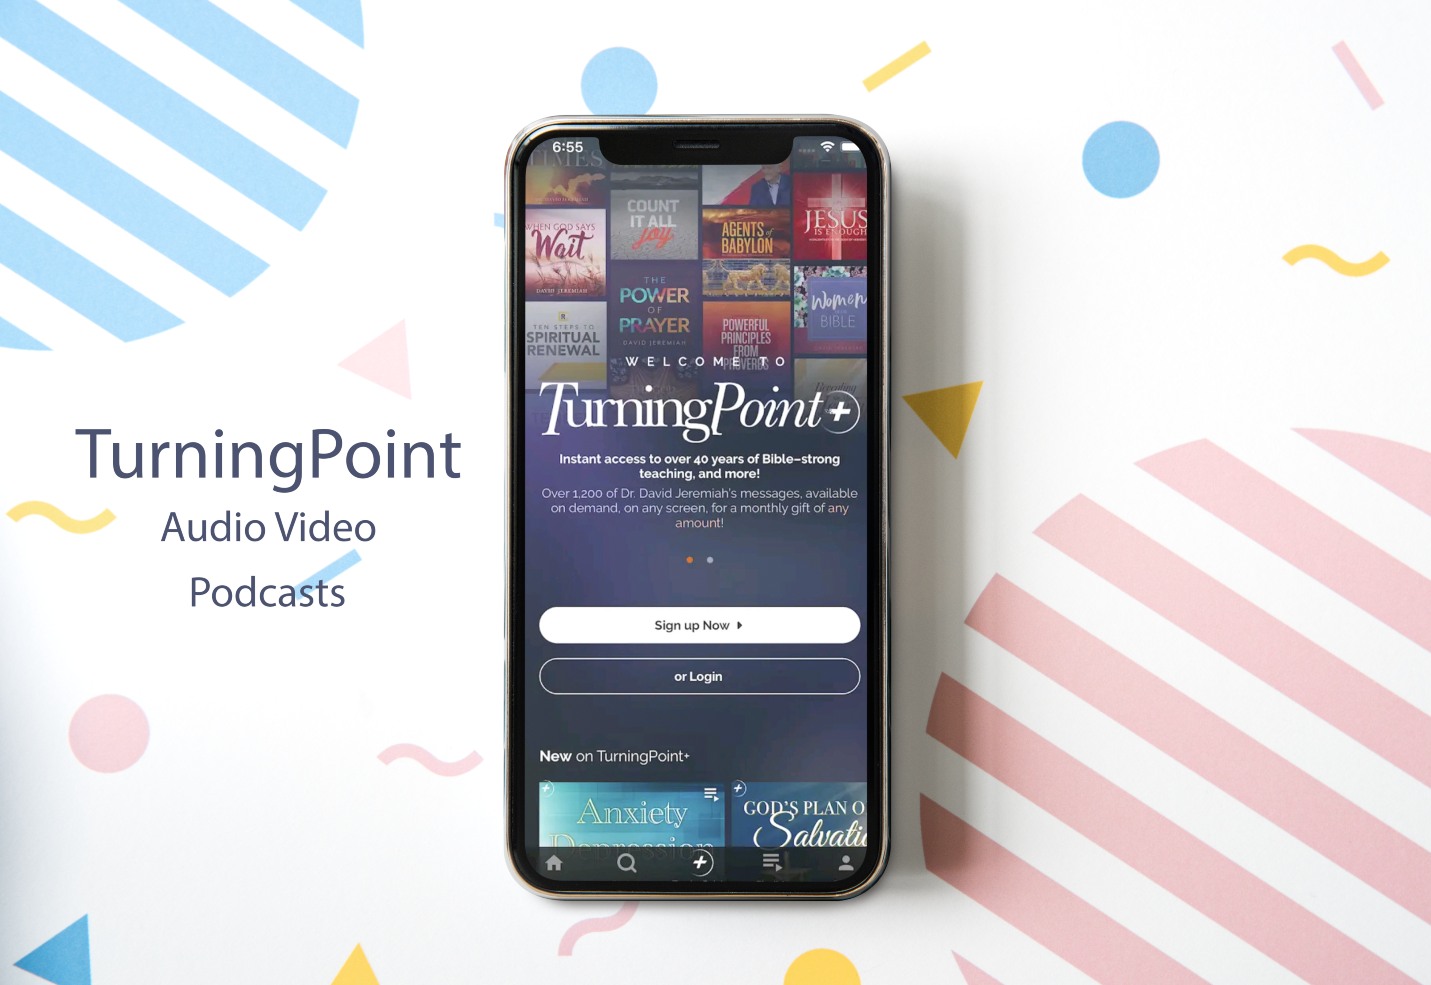 TurningPoint
Audio Video
Podcasts
6:55
TIMES
WHEN GOD SAYS
Wait
DAVID JEREMIAH
COUNT
IT ALL
joy
AGENTS of
BABYLON
JESUS
IS ENOUGH
THE
POWER
OF
PRAYER
DAVID JEREMIAH
Women
BIBLE
TEN STEPS TO
SPIRITUAL
RENEWAL
POWERFUL
PRINCIPLES
FROM
PROVERBS
WELCOME TO
TurningPoint+
Instant access to over 40 years of Bible–strong
teaching, and more!
Over 1,200 of Dr. David Jeremiah's messages, available
on demand, on any screen, for a monthly gift of any
amount!
Sign up Now
or Login
New on TurningPoint+
Anxiety
Depression
GOD'S PLAN O
Salvatio